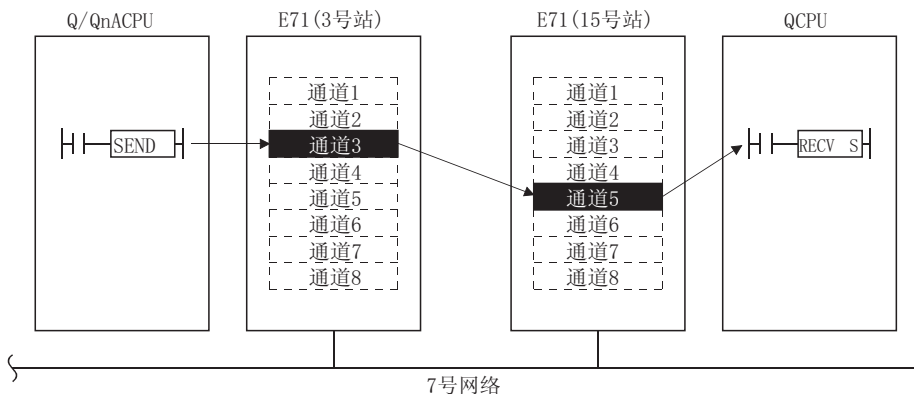 Q/QnACPU
E71(3号站)
E71(15号站)
QCPU
通道1
通道2
通道3
通道4
通道5
通道6
通道7
通道8
通道1
通道2
通道3
通道4
通道5
通道6
通道7
通道8
SEND
RECV S
7号网络